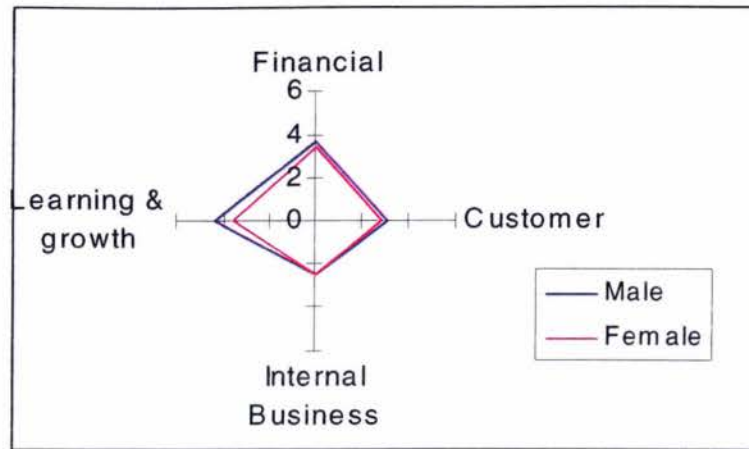 Financial
6
4
2
0
Learning &
growth
Customer
Internal
Business
Male
Female